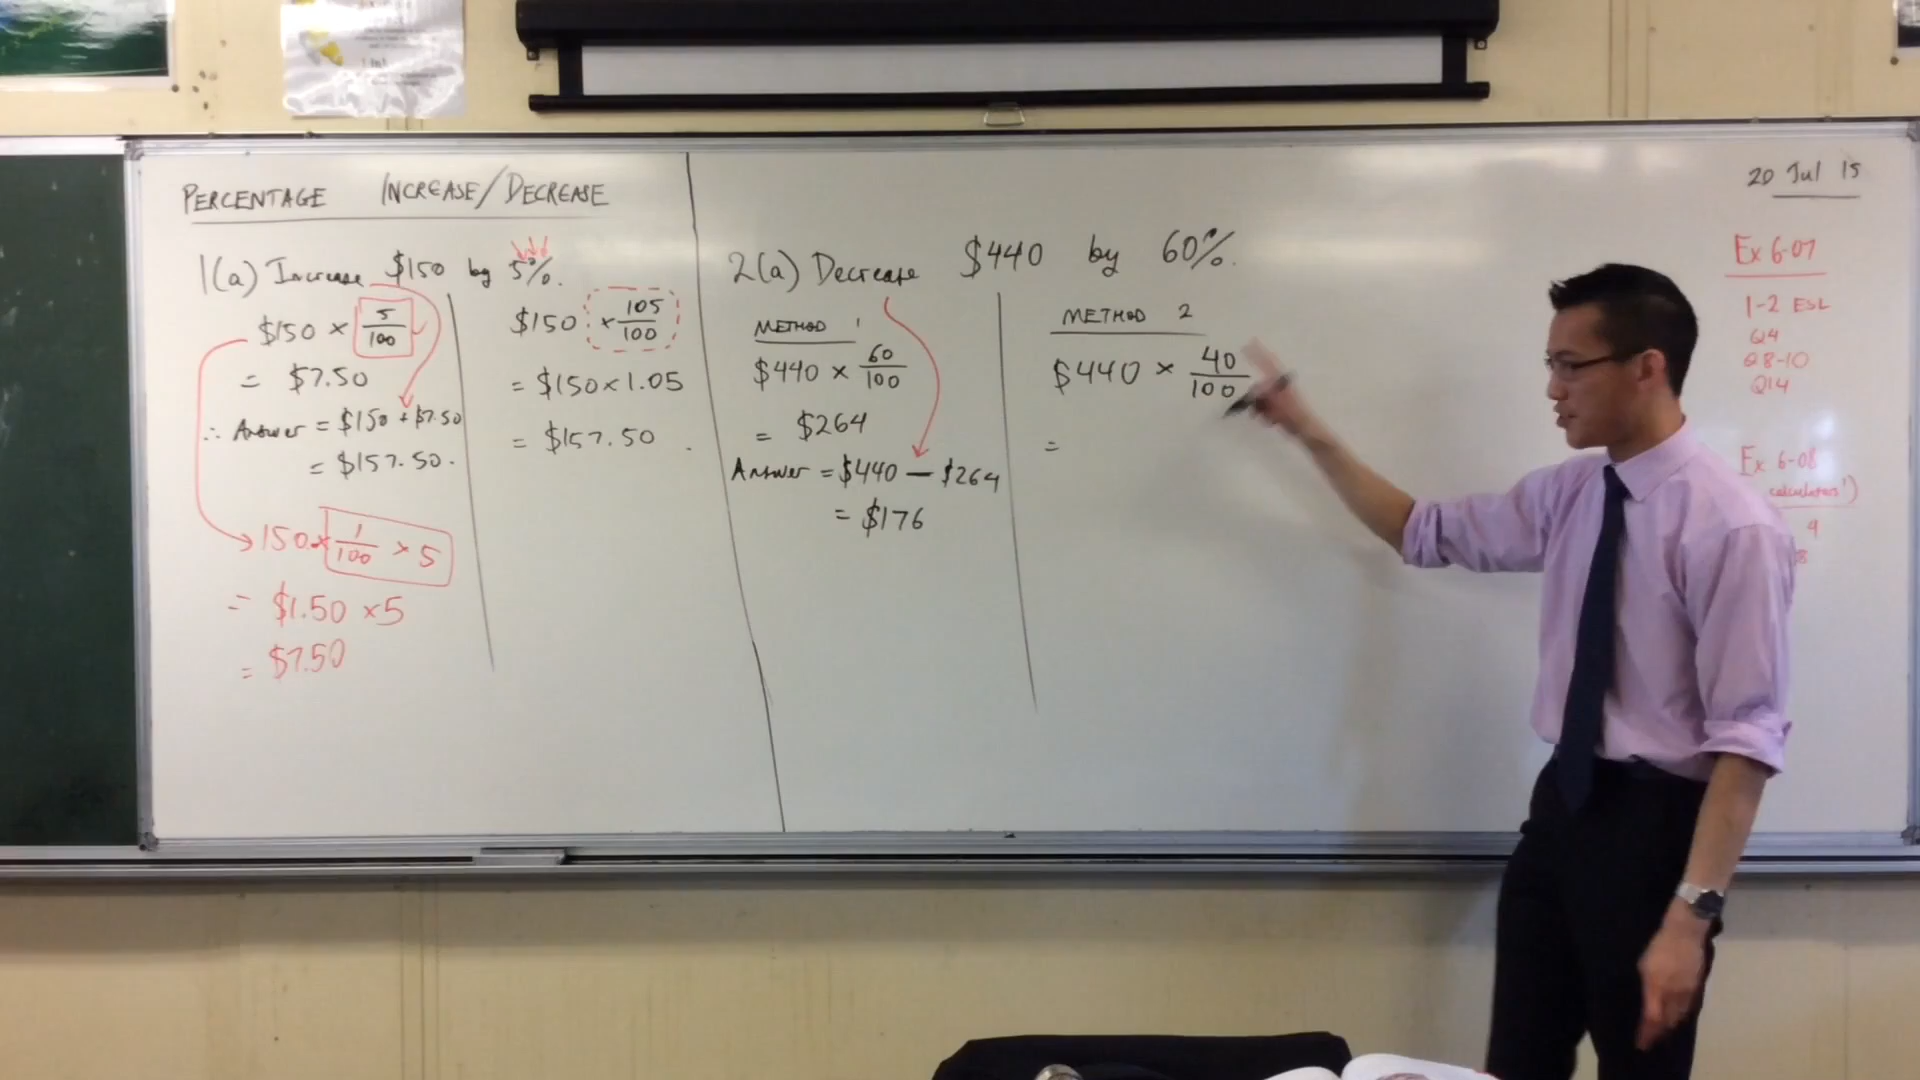 PERCENTAGE INCREASE/DECREASE
1(a) Increase $150 by 5%.
$150 × 5/100
= $7.50
∴ Answer = $150 + $7.50
= $157.50.
150 × 1/100 × 5
= $1.50 × 5
= $7.50
$150 × 105/100
= $150 × 1.05
= $157.50.
2(a) Decrease $440 by 60%.
METHOD 1
$440 × 60/100
= $264
Answer = $440 — $264
= $176
METHOD 2
$440 × 40/100
=
20 Jul 15
Ex 6-07
1-2 ESL
Q4
Q8-10
Q14
Ex 6-08
calculators')
9
8